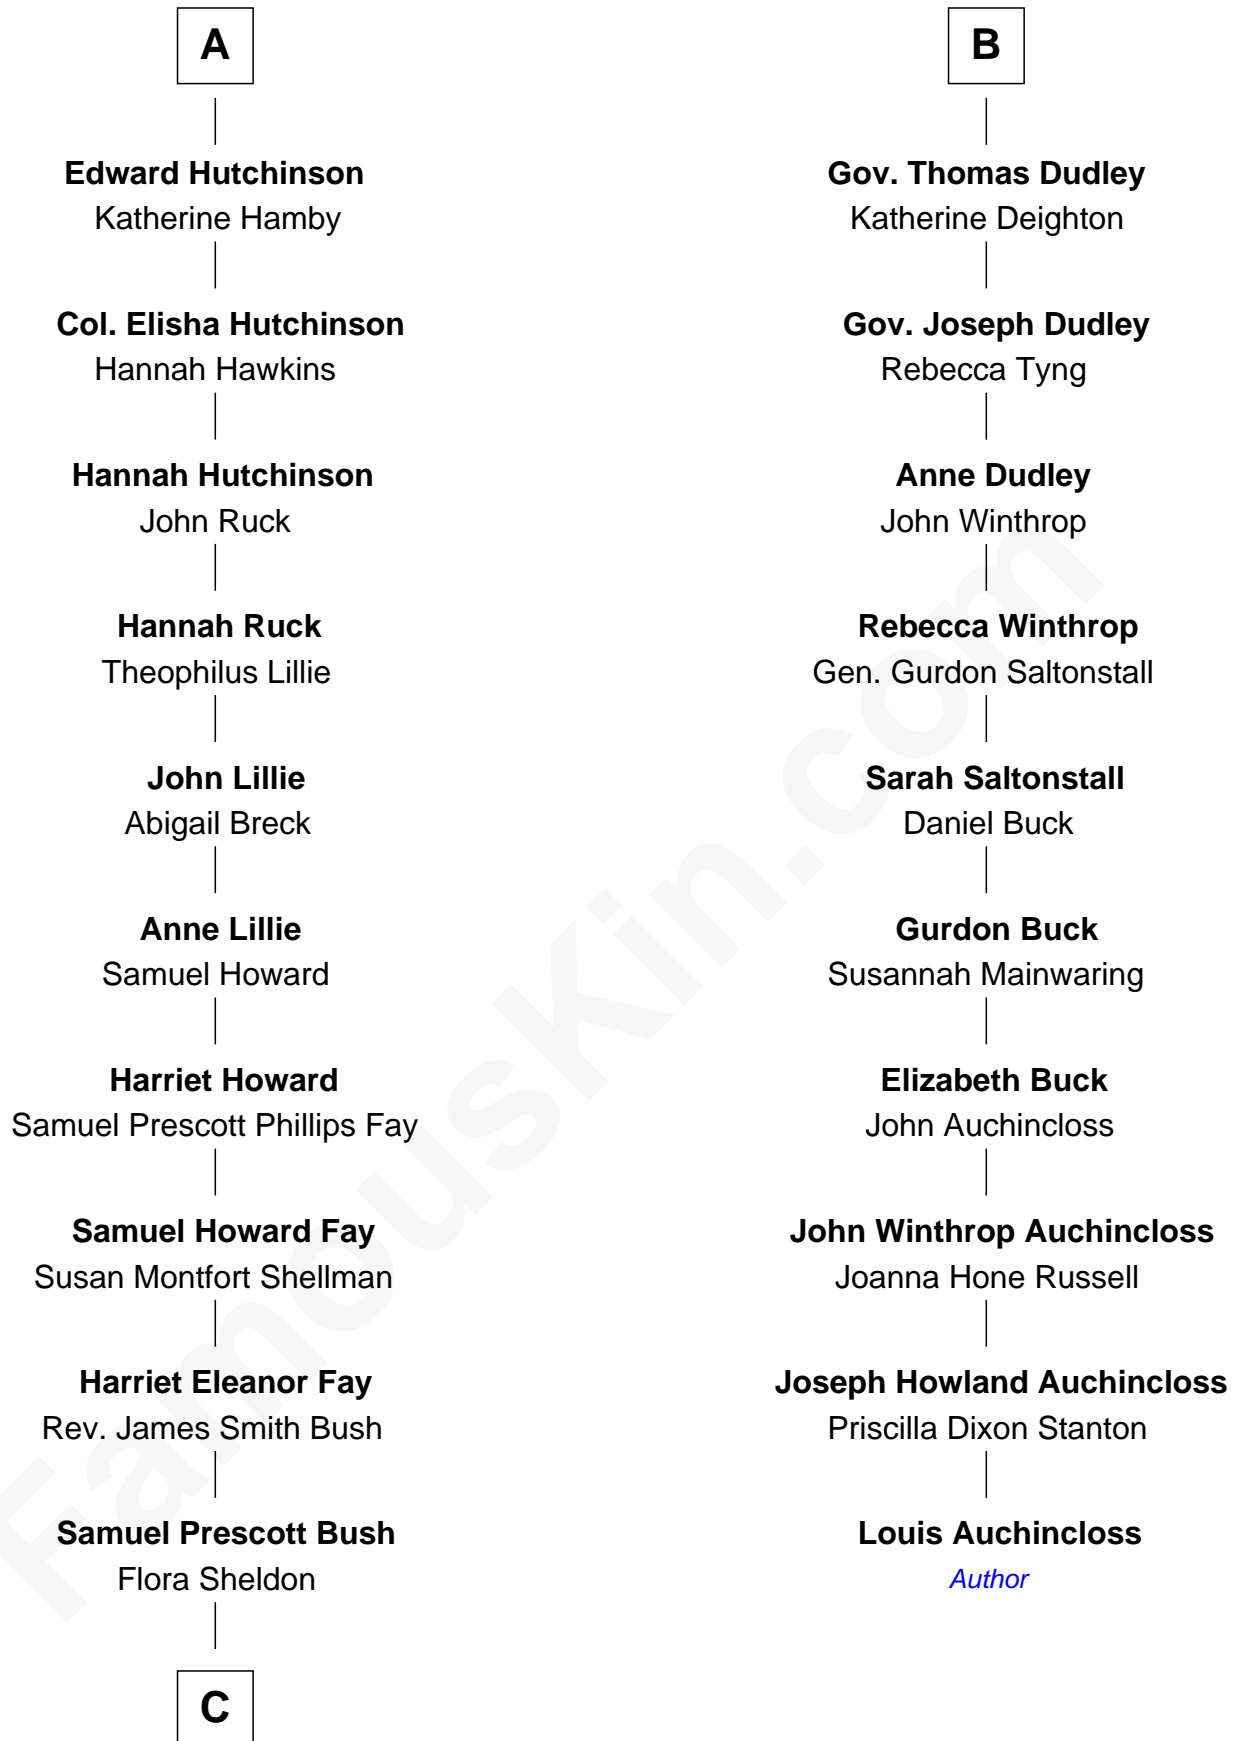 A
Edward Hutchinson
Katherine Hamby
Col. Elisha Hutchinson
Hannah Hawkins
Hannah Hutchinson
John Ruck
Hannah Ruck
Theophilus Lillie
John Lillie
Abigail Breck
Anne Lillie
Samuel Howard
Harriet Howard
Samuel Prescott Phillips Fay
Samuel Howard Fay
Susan Montfort Shellman
Harriet Eleanor Fay
Rev. James Smith Bush
Samuel Prescott Bush
Flora Sheldon
C
B
Gov. Thomas Dudley
Katherine Deighton
Gov. Joseph Dudley
Rebecca Tyng
Anne Dudley
John Winthrop
Rebecca Winthrop
Gen. Gurdon Saltonstall
Sarah Saltonstall
Daniel Buck
Gurdon Buck
Susannah Mainwaring
Elizabeth Buck
John Auchincloss
John Winthrop Auchincloss
Joanna Hone Russell
Joseph Howland Auchincloss
Priscilla Dixon Stanton
Louis Auchincloss
Author
FamousKin.com